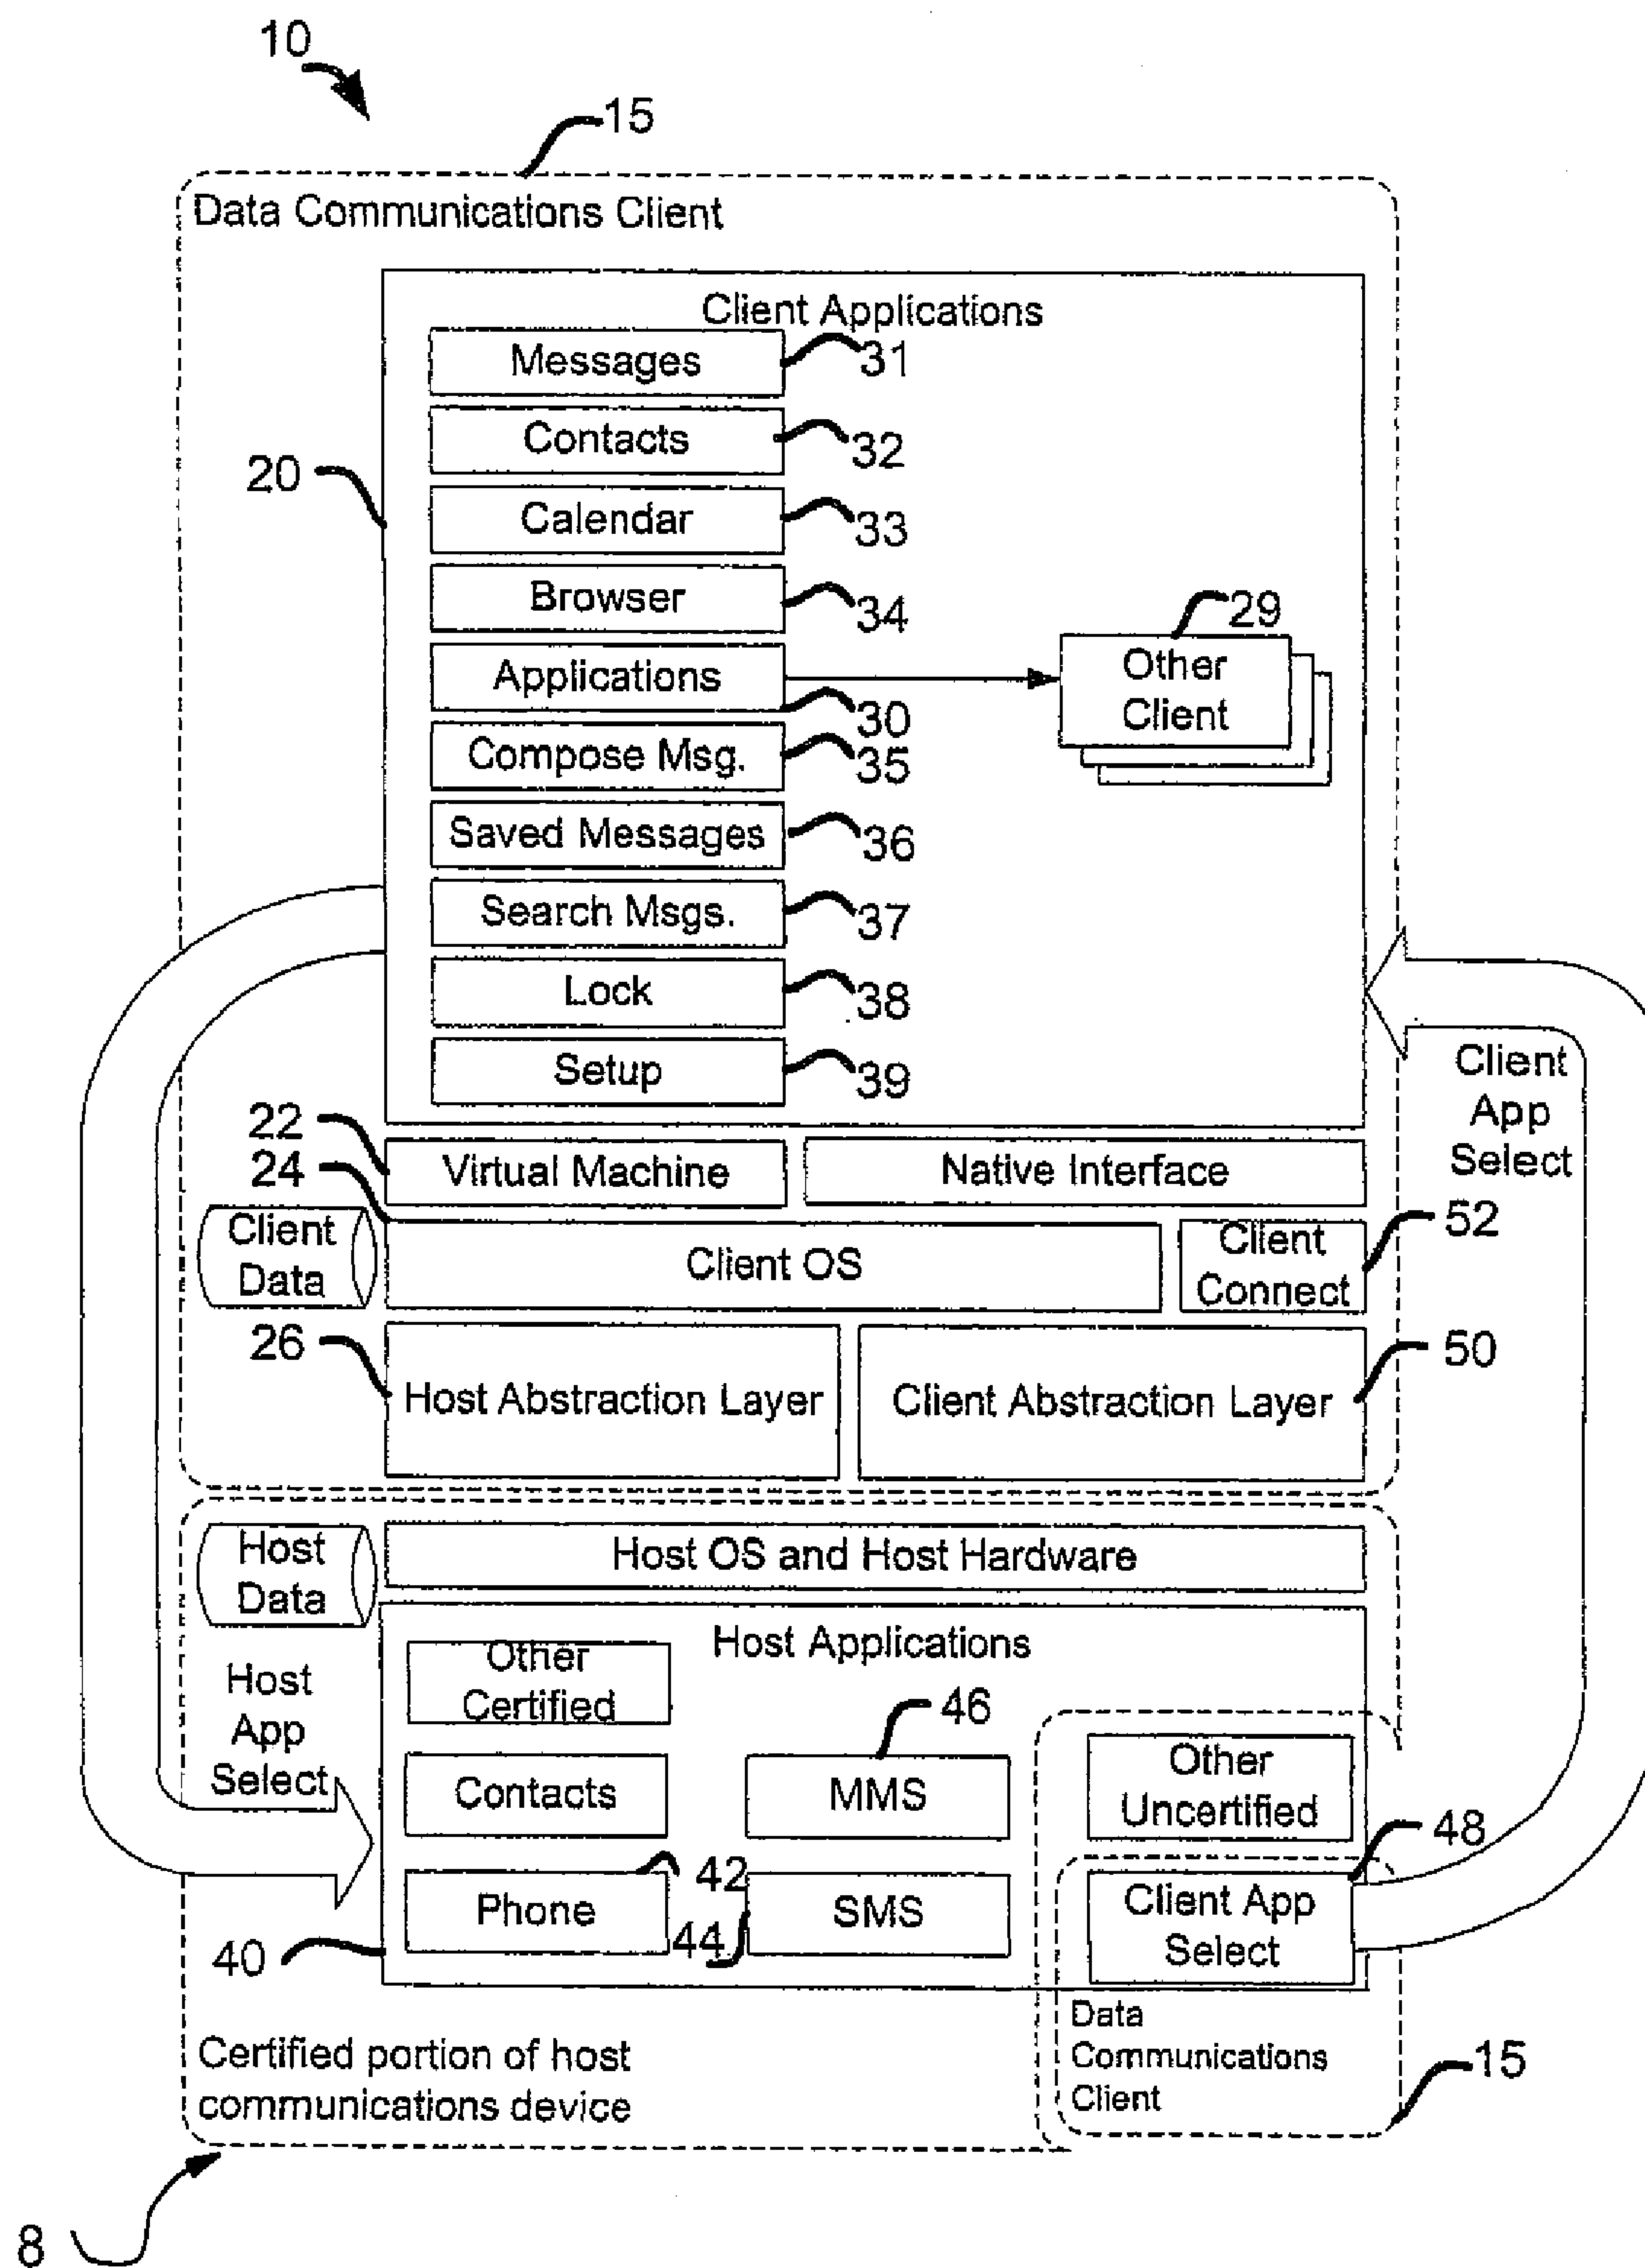 10
15
Data Communications Client
Client Applications
Messages
31
Contacts
32
20
Calendar
33
Browser
34
29
Other
Client
Applications
30
Compose Msg.
35
Saved Messages
36
Search Msgs.
37
Lock
38
Setup
39
Client
App
Select
22
Virtual Machine
Native Interface
24
Client
Data
Client OS
Client
Connect
52
26
Host Abstraction Layer
Client Abstraction Layer
50
Host
Data
Host OS and Host Hardware
Host Applications
Other
Certified
Host
App
Select
46
Contacts
MMS
Other
Uncertified
48
42
Phone
44
SMS
Client App
Select
40
Data
Communications
Client
15
Certified portion of host
communications device
8